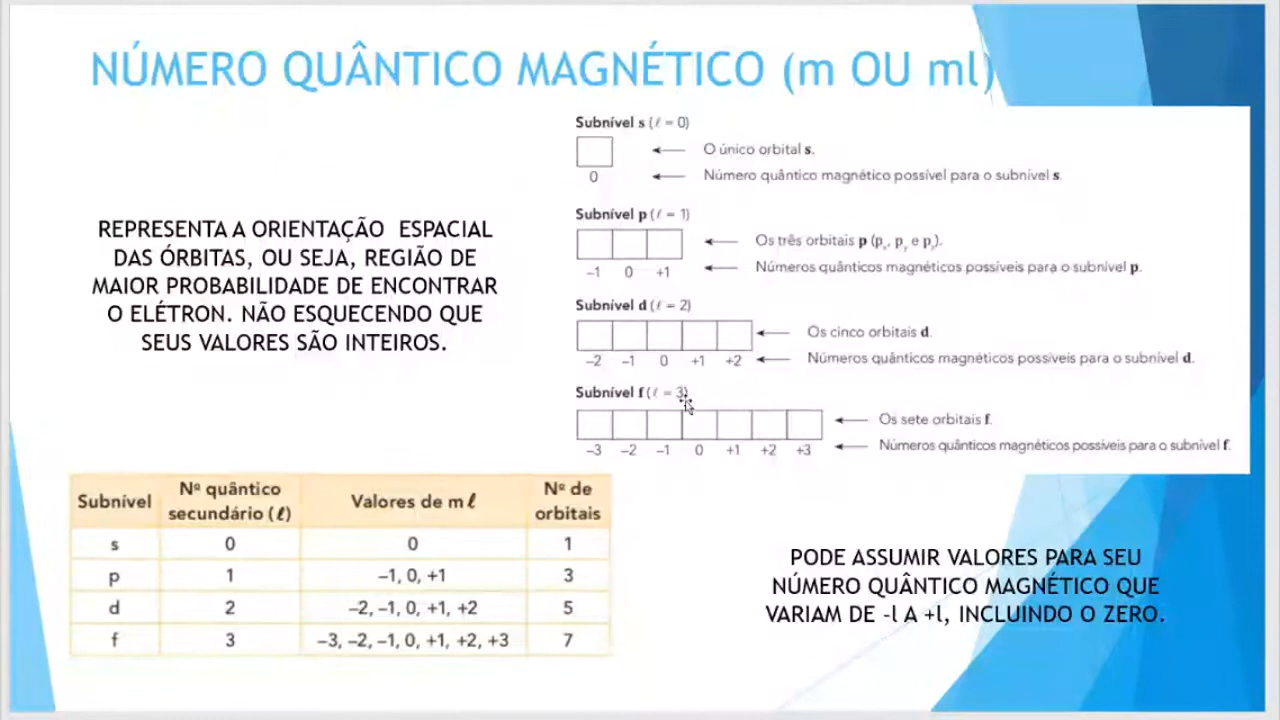 NÚMERO QUÂNTICO MAGNÉTICO (m OU ml)
REPRESENTA A ORIENTAÇÃO ESPACIAL
DAS ÓRBITAS, OU SEJA, REGIÃO DE
MAIOR PROBABILIDADE DE ENCONTRAR
O ELÉTRON. NÃO ESQUECENDO QUE
SEUS VALORES SÃO INTEIROS.
Subnível s (ℓ = 0)
O único orbital s.
0 Número quântico magnético possível para o subnível s.
Subnível p (ℓ = 1)
Os três orbitais p (px, py e pz).
–1 0 +1 Números quânticos magnéticos possíveis para o subnível p.
Subnível d (ℓ = 2)
Os cinco orbitais d.
–2 –1 0 +1 +2 Números quânticos magnéticos possíveis para o subnível d.
Subnível f (ℓ = 3)
Os sete orbitais f.
–3 –2 –1 0 +1 +2 +3 Números quânticos magnéticos possíveis para o subnível f.
Subnível Nº quântico secundário (ℓ) Valores de m ℓ Nº de orbitais
s 0 0 1
p 1 –1, 0, +1 3
d 2 –2, –1, 0, +1, +2 5
f 3 –3, –2, –1, 0, +1, +2, +3 7
PODE ASSUMIR VALORES PARA SEU
NÚMERO QUÂNTICO MAGNÉTICO QUE
VARIAM DE -l A +l, INCLUINDO O ZERO.